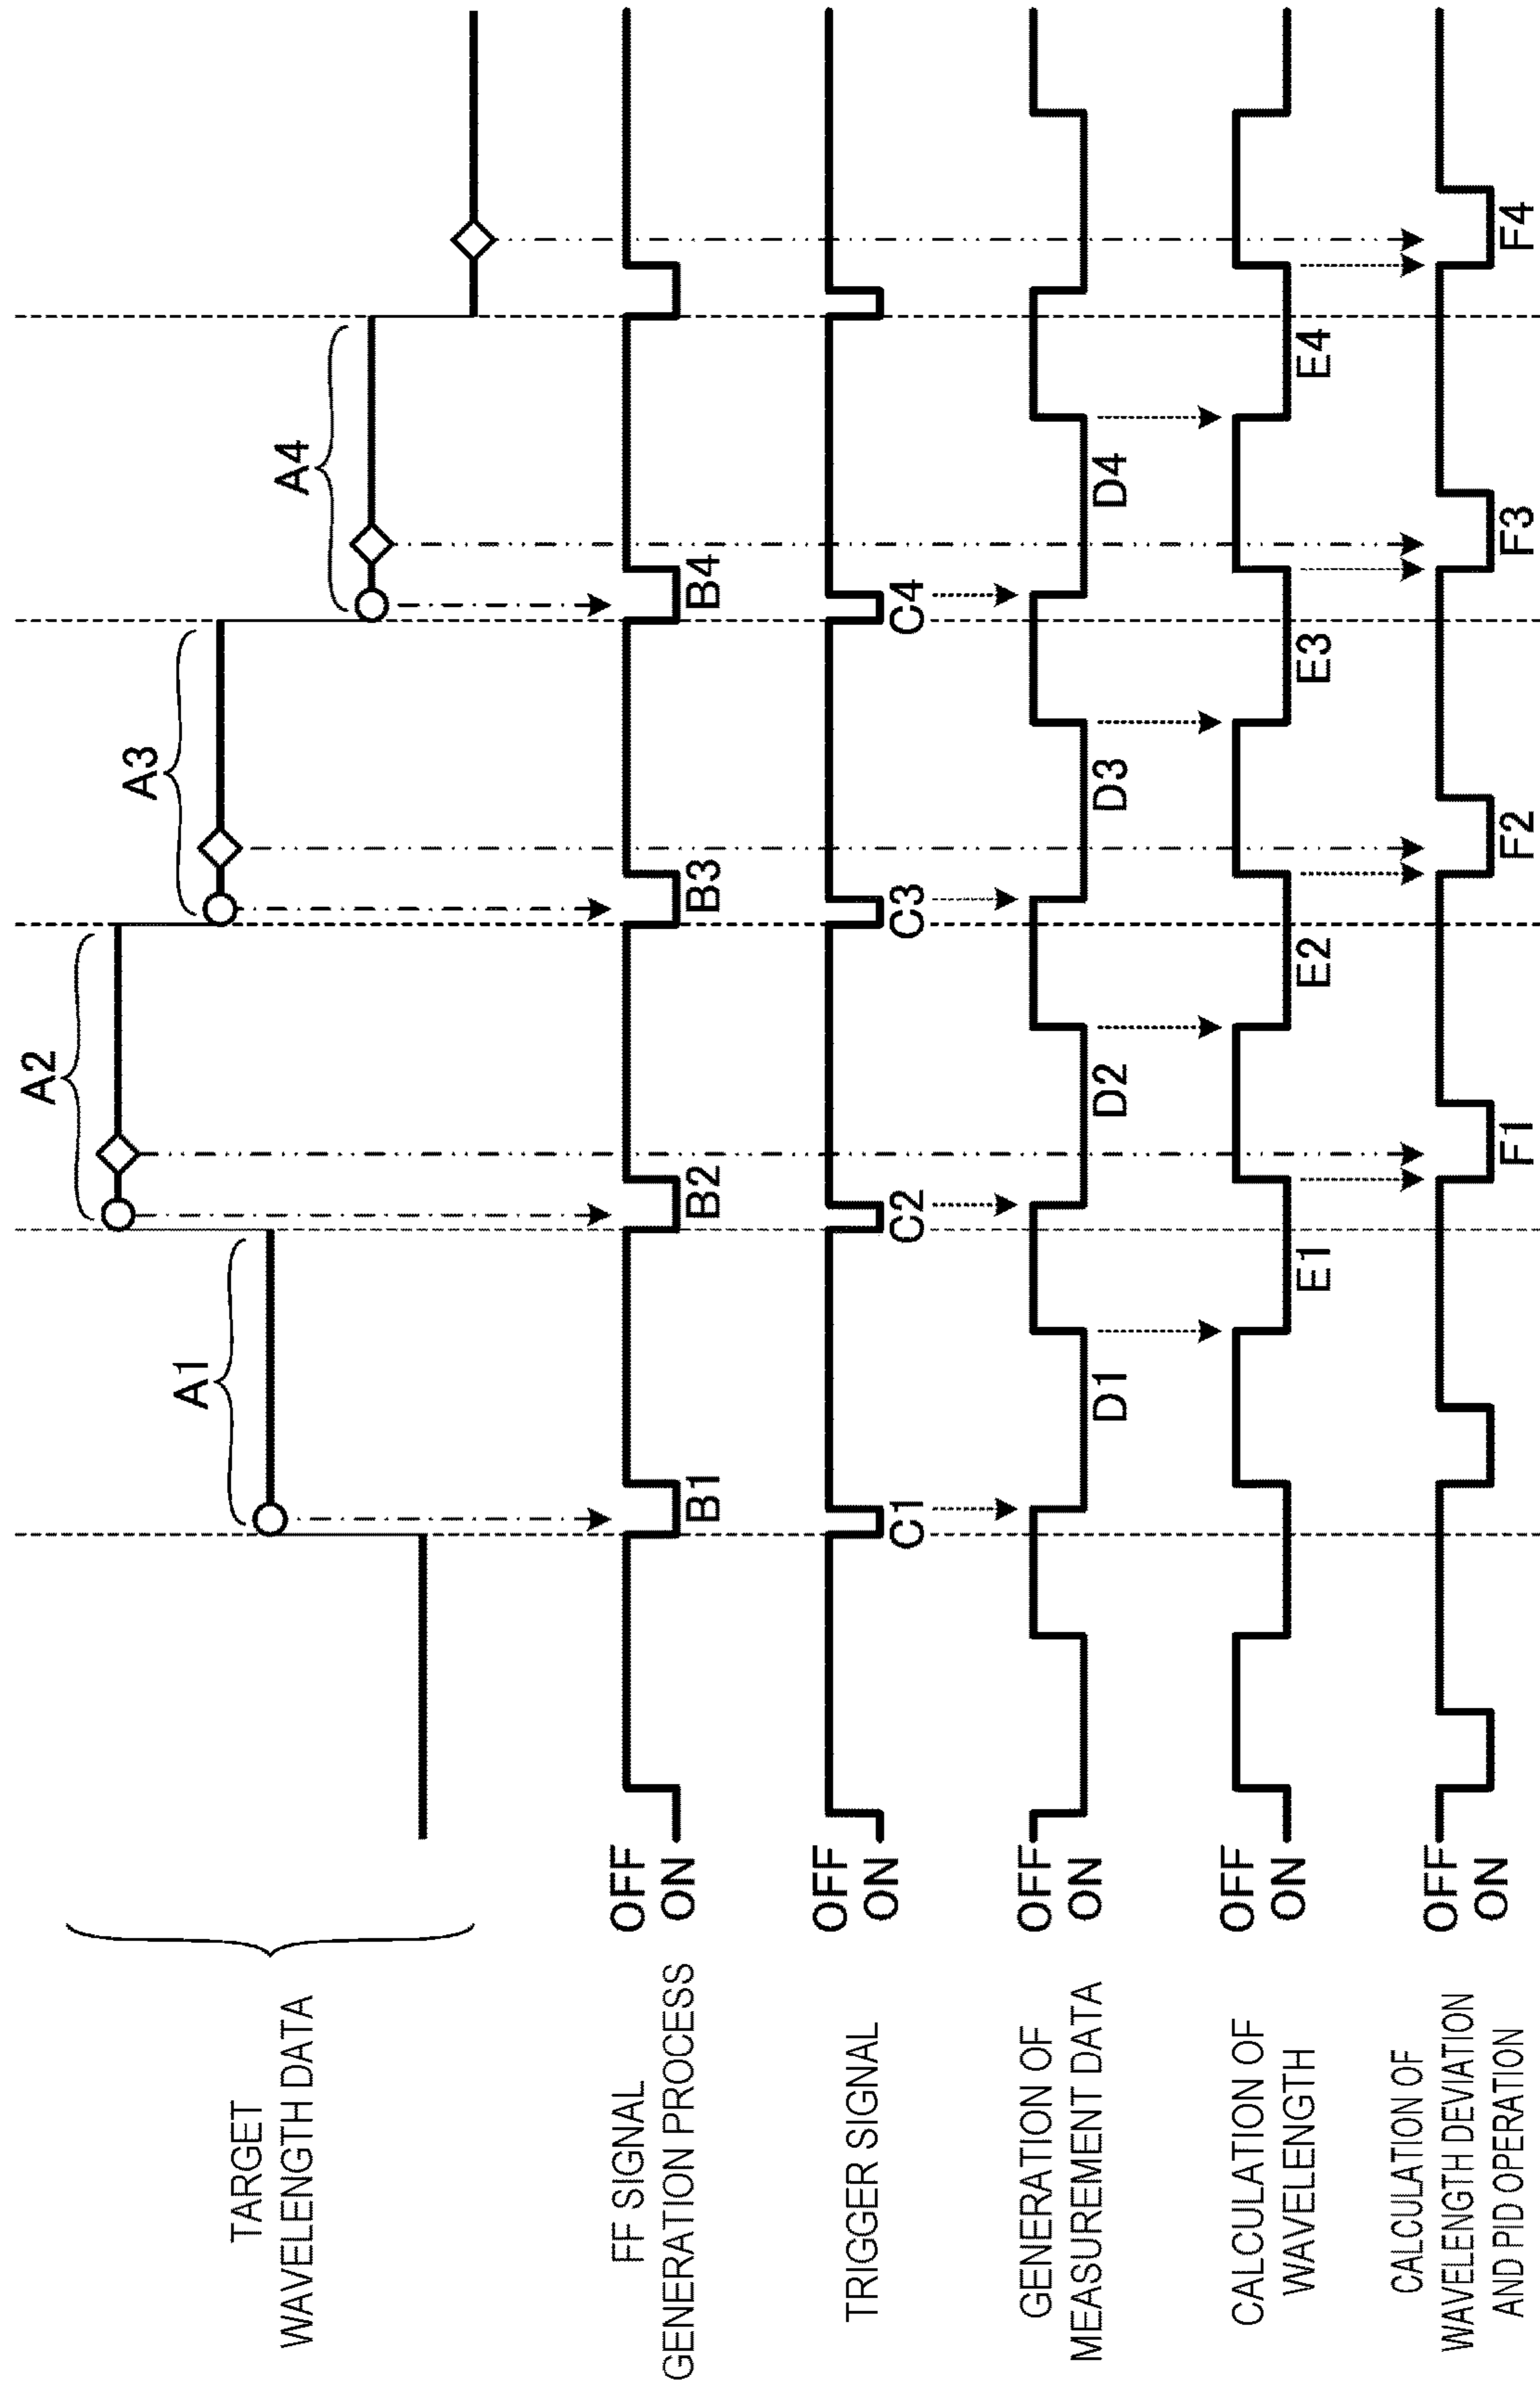 TARGET
WAVELENGTH DATA
A1
A2
A3
A4
FF SIGNAL
GENERATION PROCESS
OFF
ON
B1
B2
B3
B4
TRIGGER SIGNAL
OFF
ON
C1
C2
C3
C4
GENERATION OF
MEASUREMENT DATA
OFF
ON
D1
D2
D3
D4
CALCULATION OF
WAVELENGTH
OFF
ON
E1
E2
E3
E4
CALCULATION OF
WAVELENGTH DEVIATION
AND PID OPERATION
OFF
ON
F1
F2
F3
F4